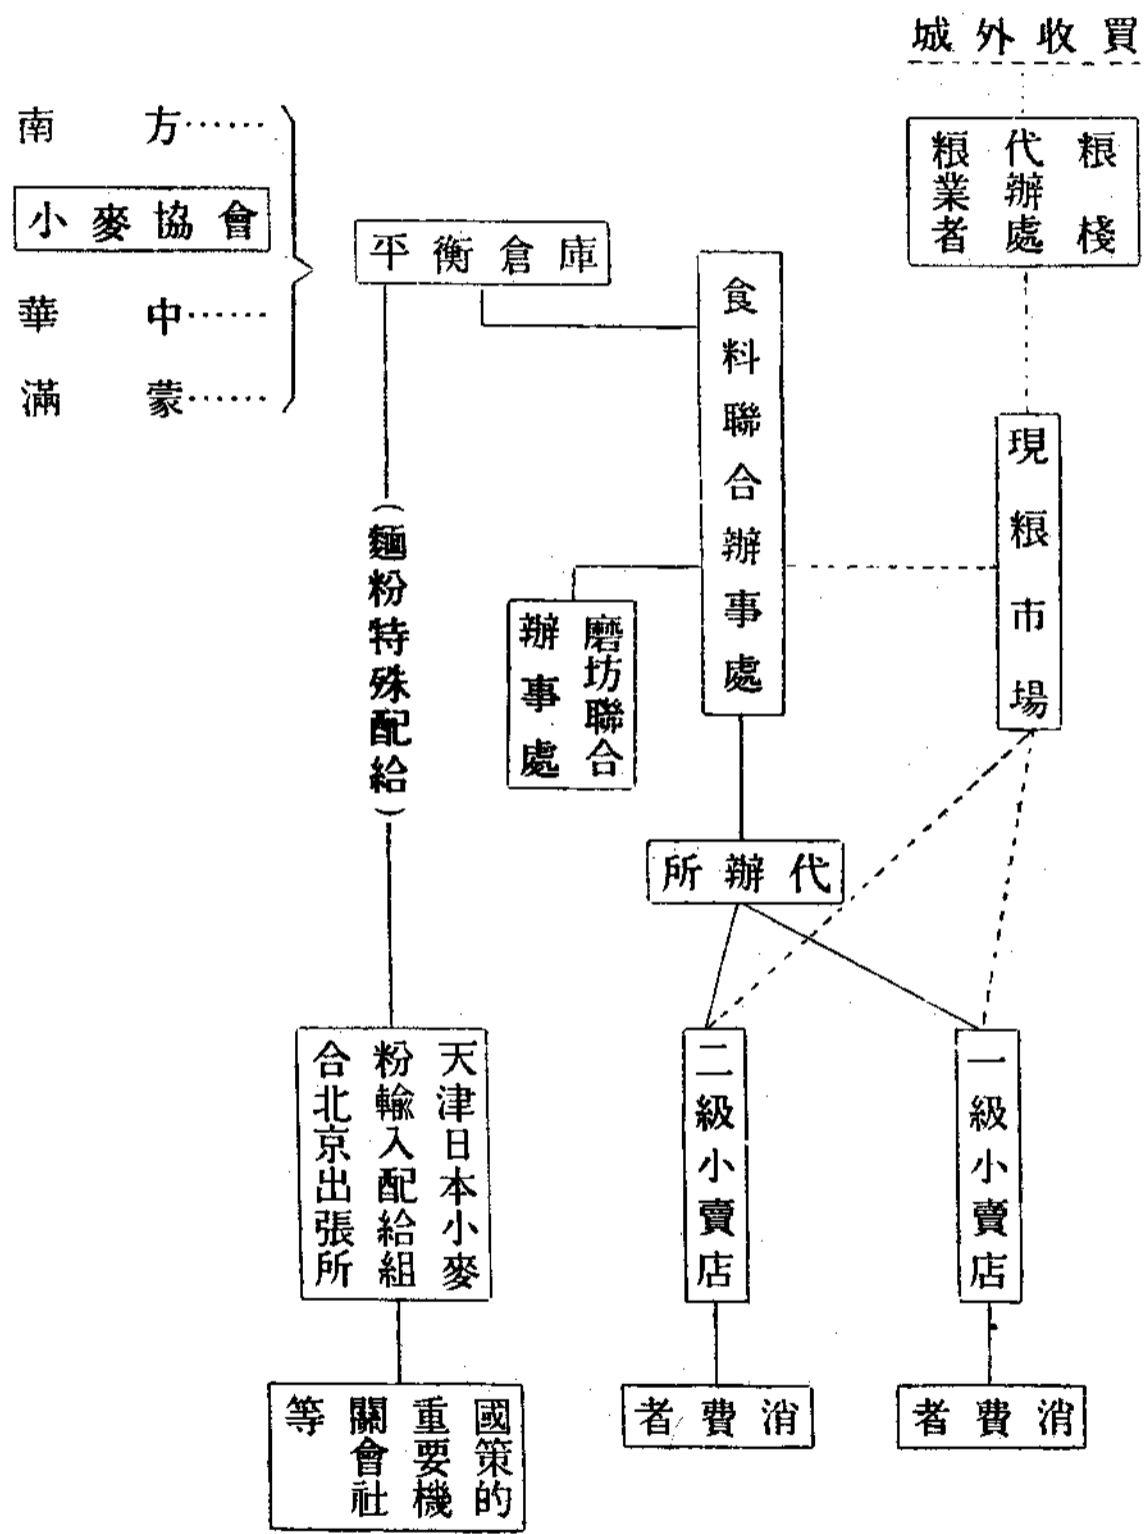 城外收買
粮棧
代辦處
粮業者
南方……
小麥協會
華中……
滿蒙……
平衡倉庫
食料聯合辦事處
現粮市場
（麵粉特殊配給）
磨坊聯合
辦事處
所辦代
天津日本小麥
粉輸入配給組
合北京出張所
二級小賣店
一級小賣店
國策的
重要機
關會社
等
者費消
者費消